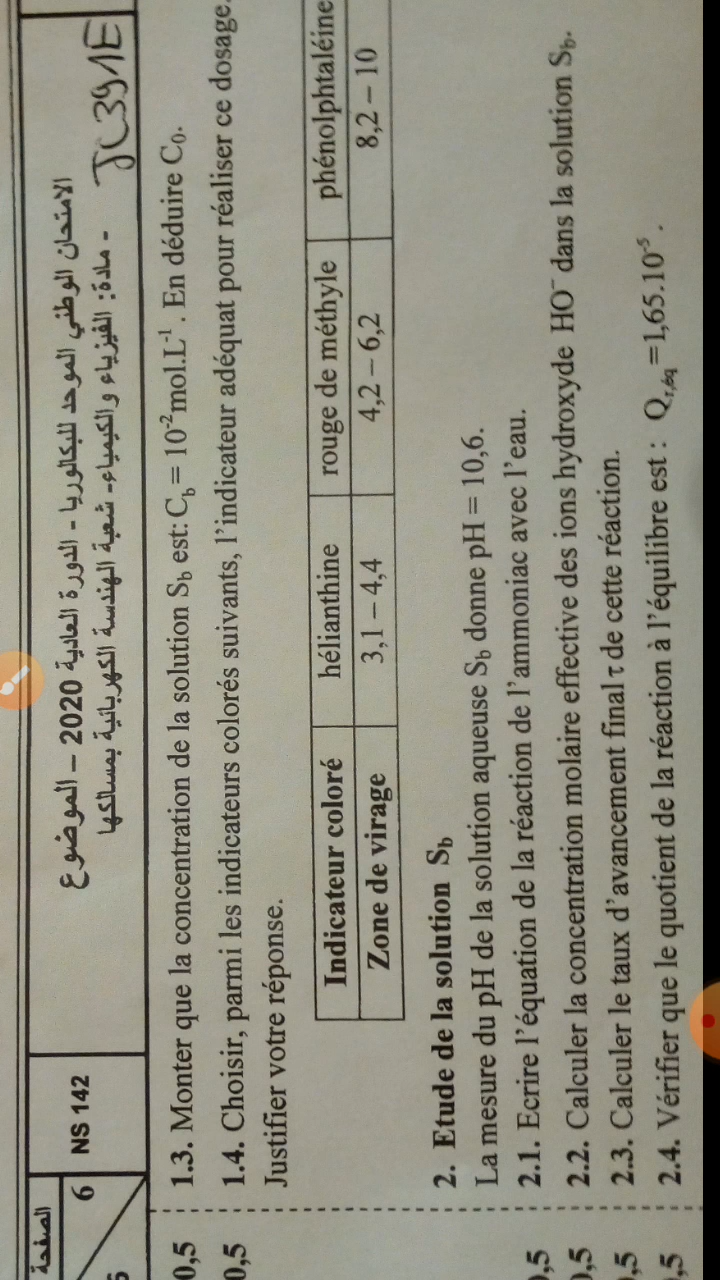 الصفحة
6
NS 142
الامتحان الوطني الموحد للبكالوريا - الدورة العادية 2020 – الموضوع
- مادة: الفيزياء والكيمياء- شعبة الهندسة الكهربائية بمسالكها
JC391E
0,5 1.3. Monter que la concentration de la solution S_b est: C_b = 10⁻² mol.L⁻¹ . En déduire C₀.
0,5 1.4. Choisir, parmi les indicateurs colorés suivants, l'indicateur adéquat pour réaliser ce dosage.
Justifier votre réponse.
Indicateur coloré hélianthine rouge de méthyle phénolphtaléine
Zone de virage 3,1 – 4,4 4,2 – 6,2 8,2 – 10
2. Etude de la solution S_b
La mesure du pH de la solution aqueuse S_b donne pH = 10,6.
,5 2.1. Ecrire l'équation de la réaction de l'ammoniac avec l'eau.
0,5 2.2. Calculer la concentration molaire effective des ions hydroxyde HO⁻ dans la solution S_b.
,5 2.3. Calculer le taux d'avancement final τ de cette réaction.
,5 2.4. Vérifier que le quotient de la réaction à l'équilibre est : Q_r,éq =1,65.10⁻⁵ .